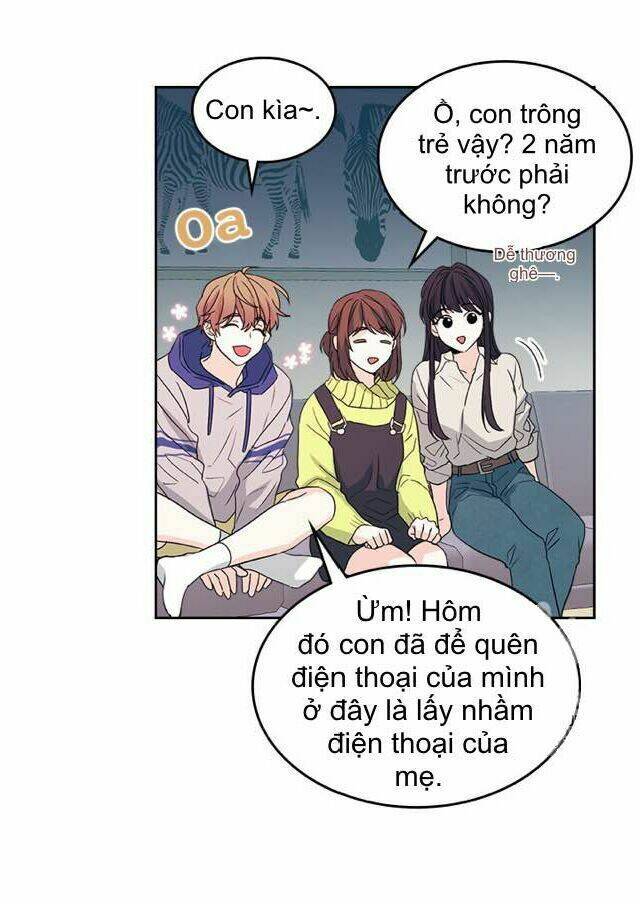 Con kìa~.
Ồ, con trông
trẻ vậy? 2 năm
trước phải
không?
Oa
Dễ thương
ghê—.
Ừm! Hôm
đó con đã để quên
điện thoại của mình
ở đây là lấy nhầm
điện thoại của
mẹ.